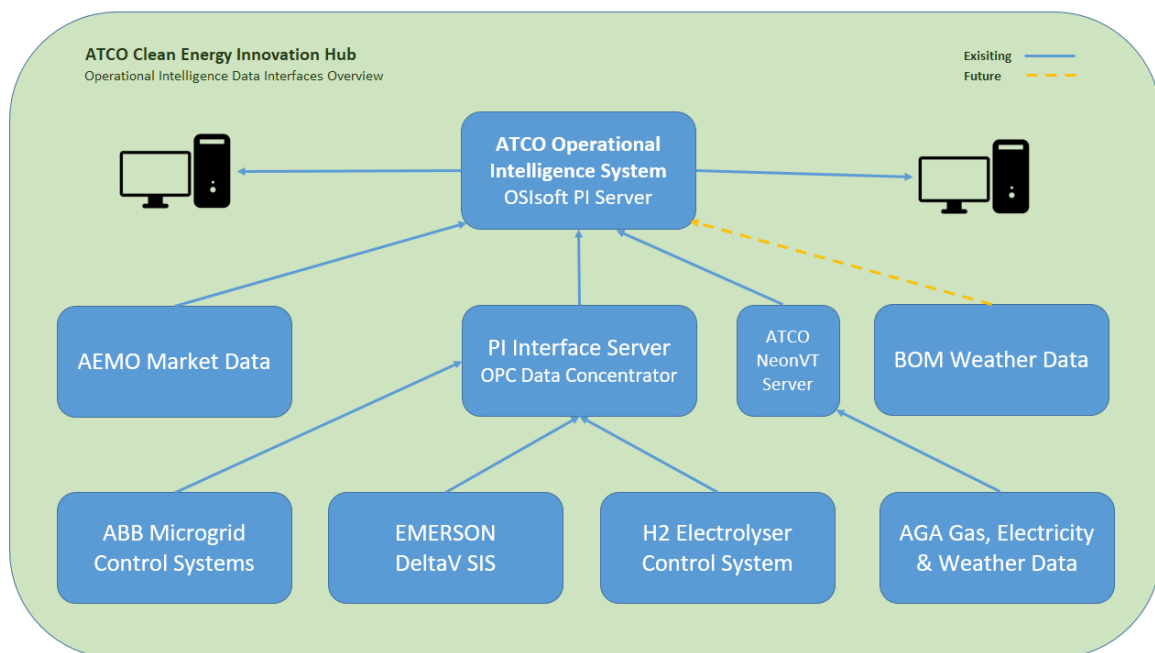 ATCO Clean Energy Innovation Hub
Operational Intelligence Data Interfaces Overview
Exisiting
Future
ATCO Operational
Intelligence System
OSIsoft PI Server
AEMO Market Data
PI Interface Server
OPC Data Concentrator
ATCO
NeonVT
Server
BOM Weather Data
ABB Microgrid
Control Systems
EMERSON
DeltaV SIS
H2 Electrolyser
Control System
AGA Gas, Electricity
& Weather Data